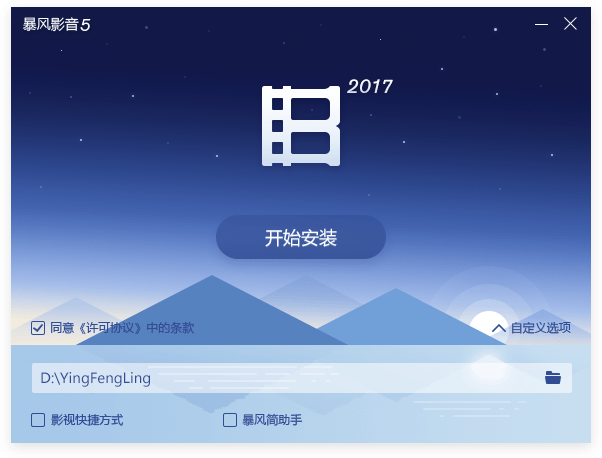 暴风影音5
2017
开始安装
同意《许可协议》中的条款
自定义选项
D:\YingFengLing
影视快捷方式
暴风简助手